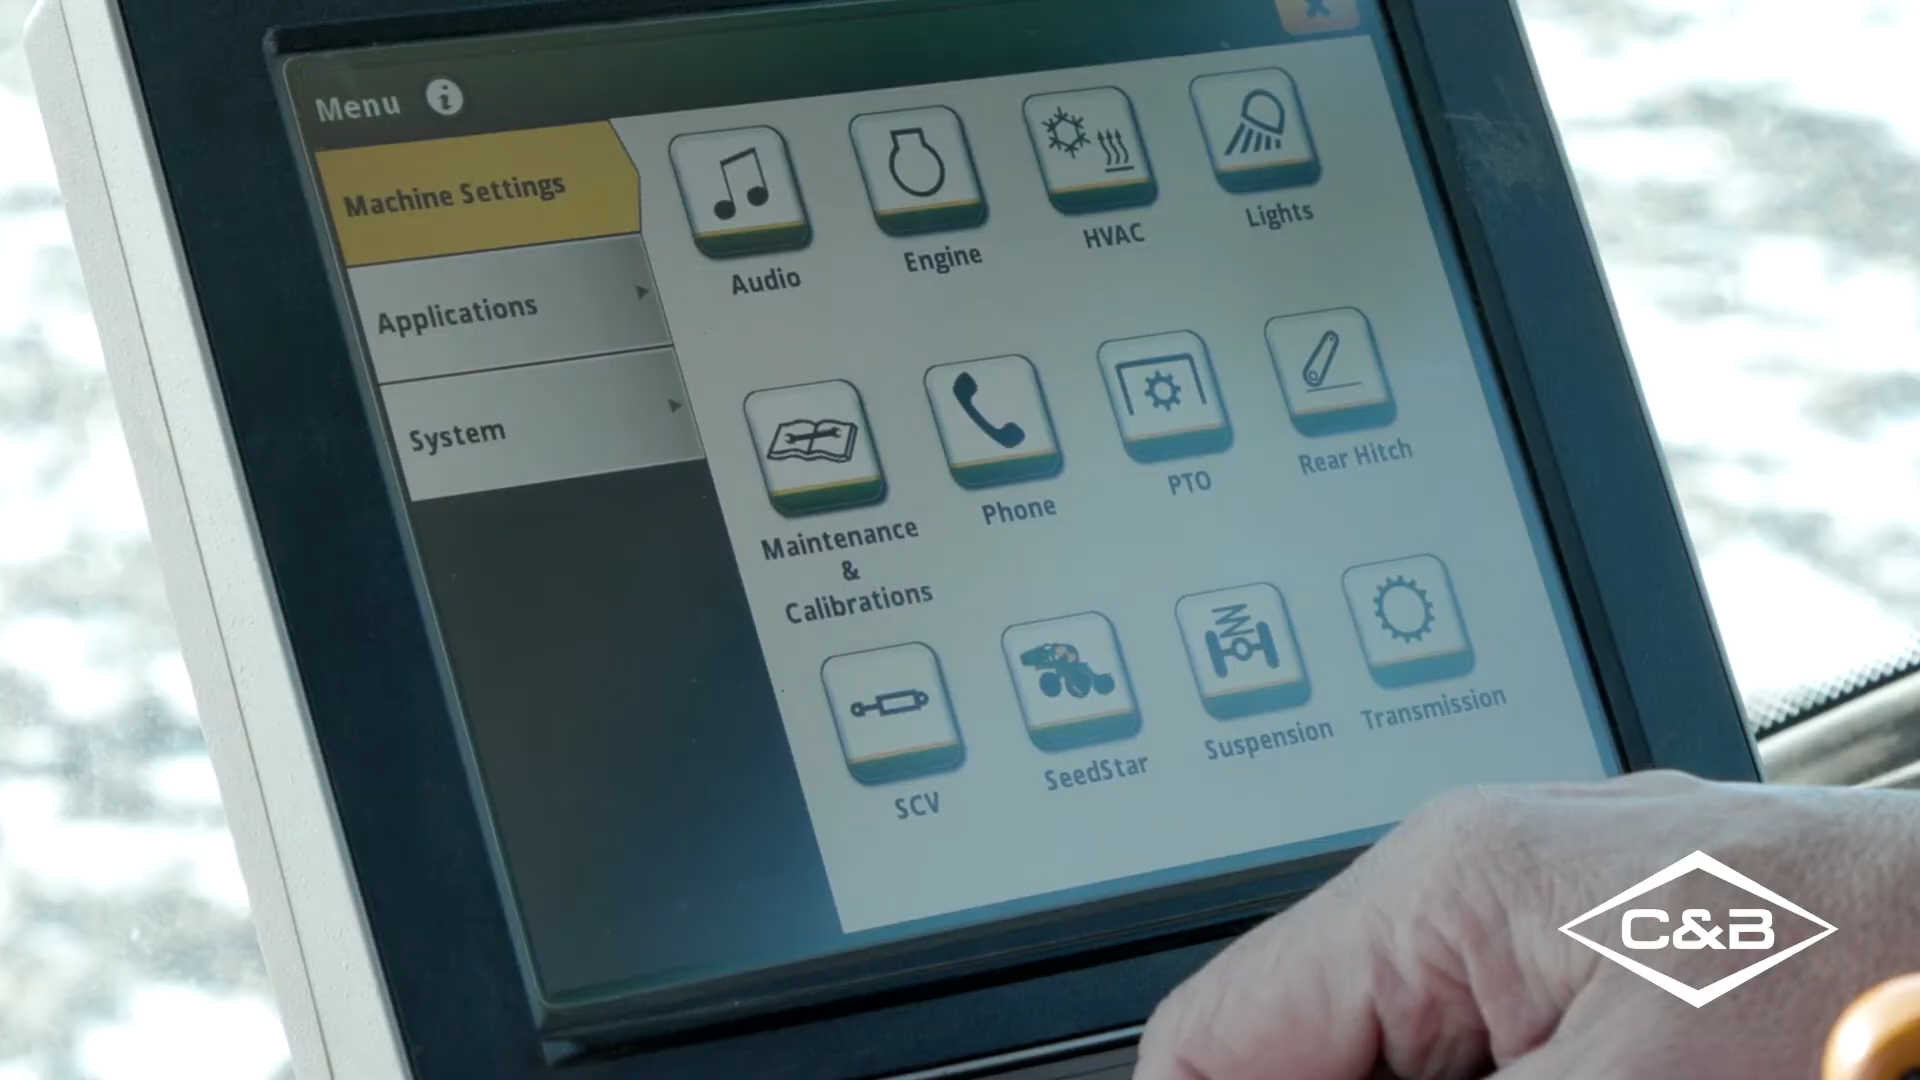 Menu
Machine Settings
Applications
System
Audio
Engine
HVAC
Lights
Maintenance
&
Calibrations
Phone
PTO
Rear Hitch
SCV
SeedStar
Suspension
Transmission
C&B